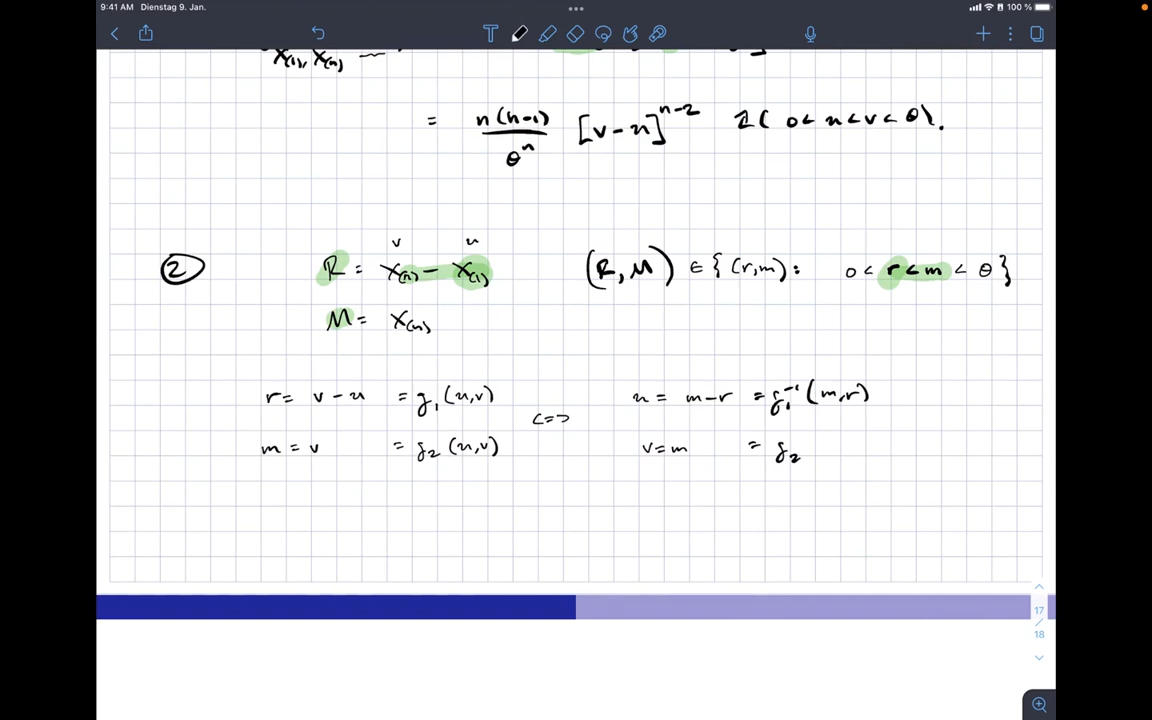 9:41 AM Dienstag 9. Jan. 100 %
X(1), X(n)
= n(n-1) / θ^n [v-u]^{n-2} 1( 0 < u < v < θ).
v u
② R = X(n) - X(1) (R, M) ∈ { (r,m): 0 < r < m < θ }
M = X(n)
r = v - u = g₁(u,v) <=> u = m-r = g₁⁻¹(m,r)
m = v = g₂(u,v) v = m = g₂
17
/
18